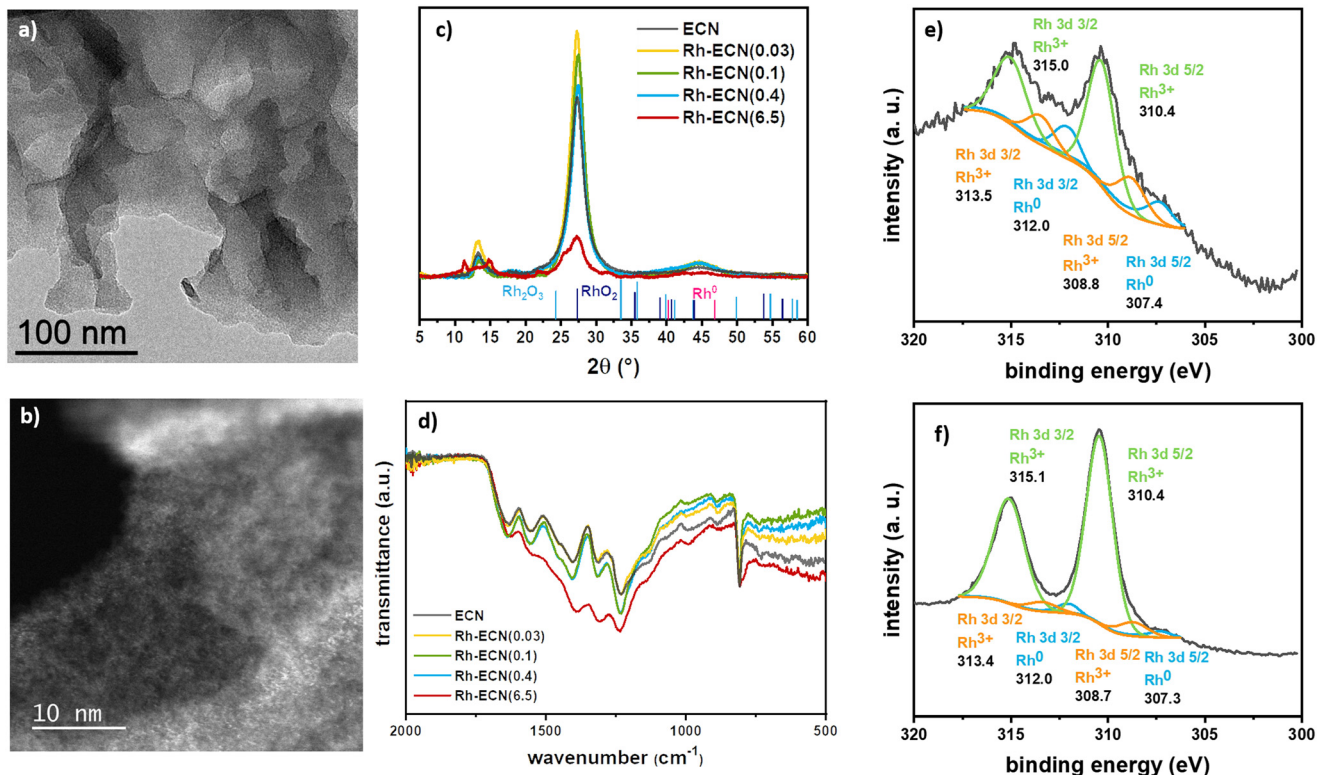 a)
100 nm
b)
10 nm
c)
ECN
Rh-ECN(0.03)
Rh-ECN(0.1)
Rh-ECN(0.4)
Rh-ECN(6.5)
Rh₂O₃
RhO₂
Rh⁰
5 10 15 20 25 30 35 40 45 50 55 60
2θ (°)
d)
transmittance (a.u.)
ECN
Rh-ECN(0.03)
Rh-ECN(0.1)
Rh-ECN(0.4)
Rh-ECN(6.5)
2000 1500 1000 500
wavenumber (cm⁻¹)
e)
intensity (a. u.)
Rh 3d 3/2
Rh³⁺
315.0
Rh 3d 5/2
Rh³⁺
310.4
Rh 3d 3/2
Rh³⁺
313.5
Rh 3d 3/2
Rh⁰
312.0
Rh 3d 5/2
Rh³⁺
308.8
Rh 3d 5/2
Rh⁰
307.4
320 315 310 305 300
binding energy (eV)
f)
intensity (a. u.)
Rh 3d 3/2
Rh³⁺
315.1
Rh 3d 5/2
Rh³⁺
310.4
Rh 3d 3/2
Rh³⁺
313.4
Rh 3d 3/2
Rh⁰
312.0
Rh 3d 5/2
Rh³⁺
308.7
Rh 3d 5/2
Rh⁰
307.3
320 315 310 305 300
binding energy (eV)